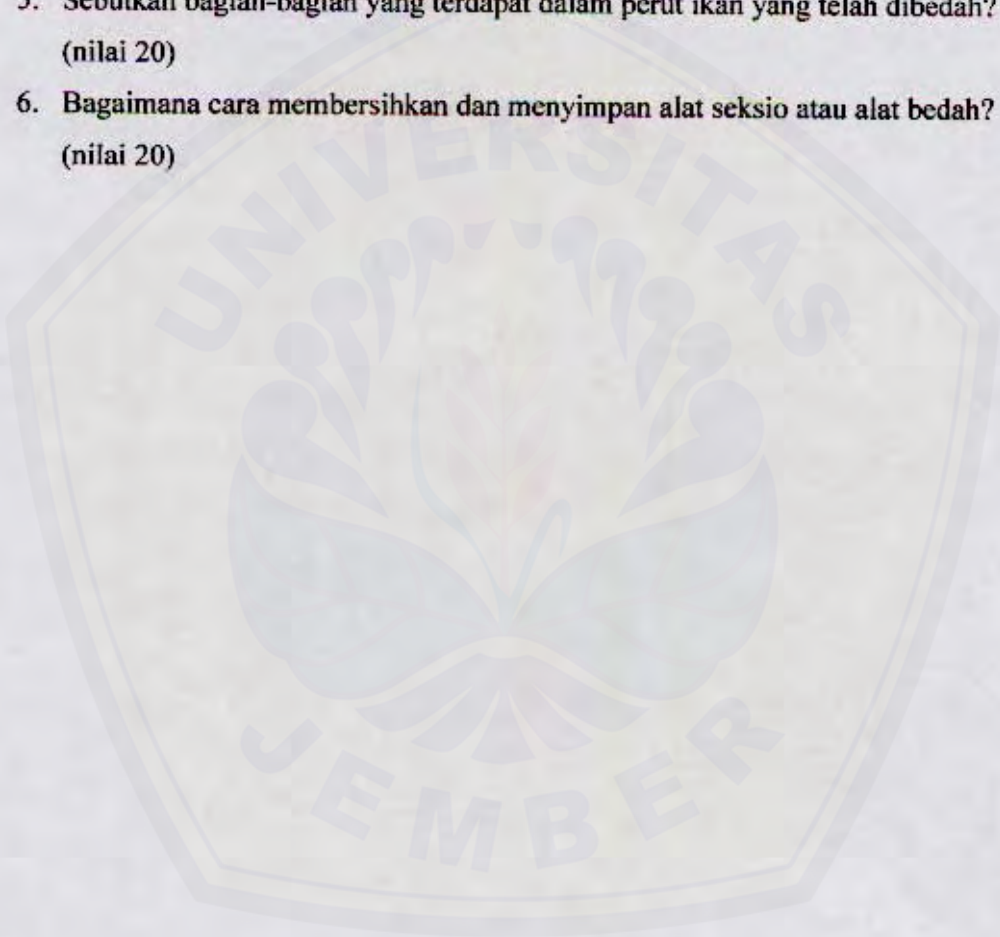 5. Sebutkan bagian-bagian yang terdapat dalam perut ikan yang telah dibedah?
(nilai 20)
6. Bagaimana cara membersihkan dan menyimpan alat seksio atau alat bedah?
(nilai 20)
UNIVERSITAS
JEMBER